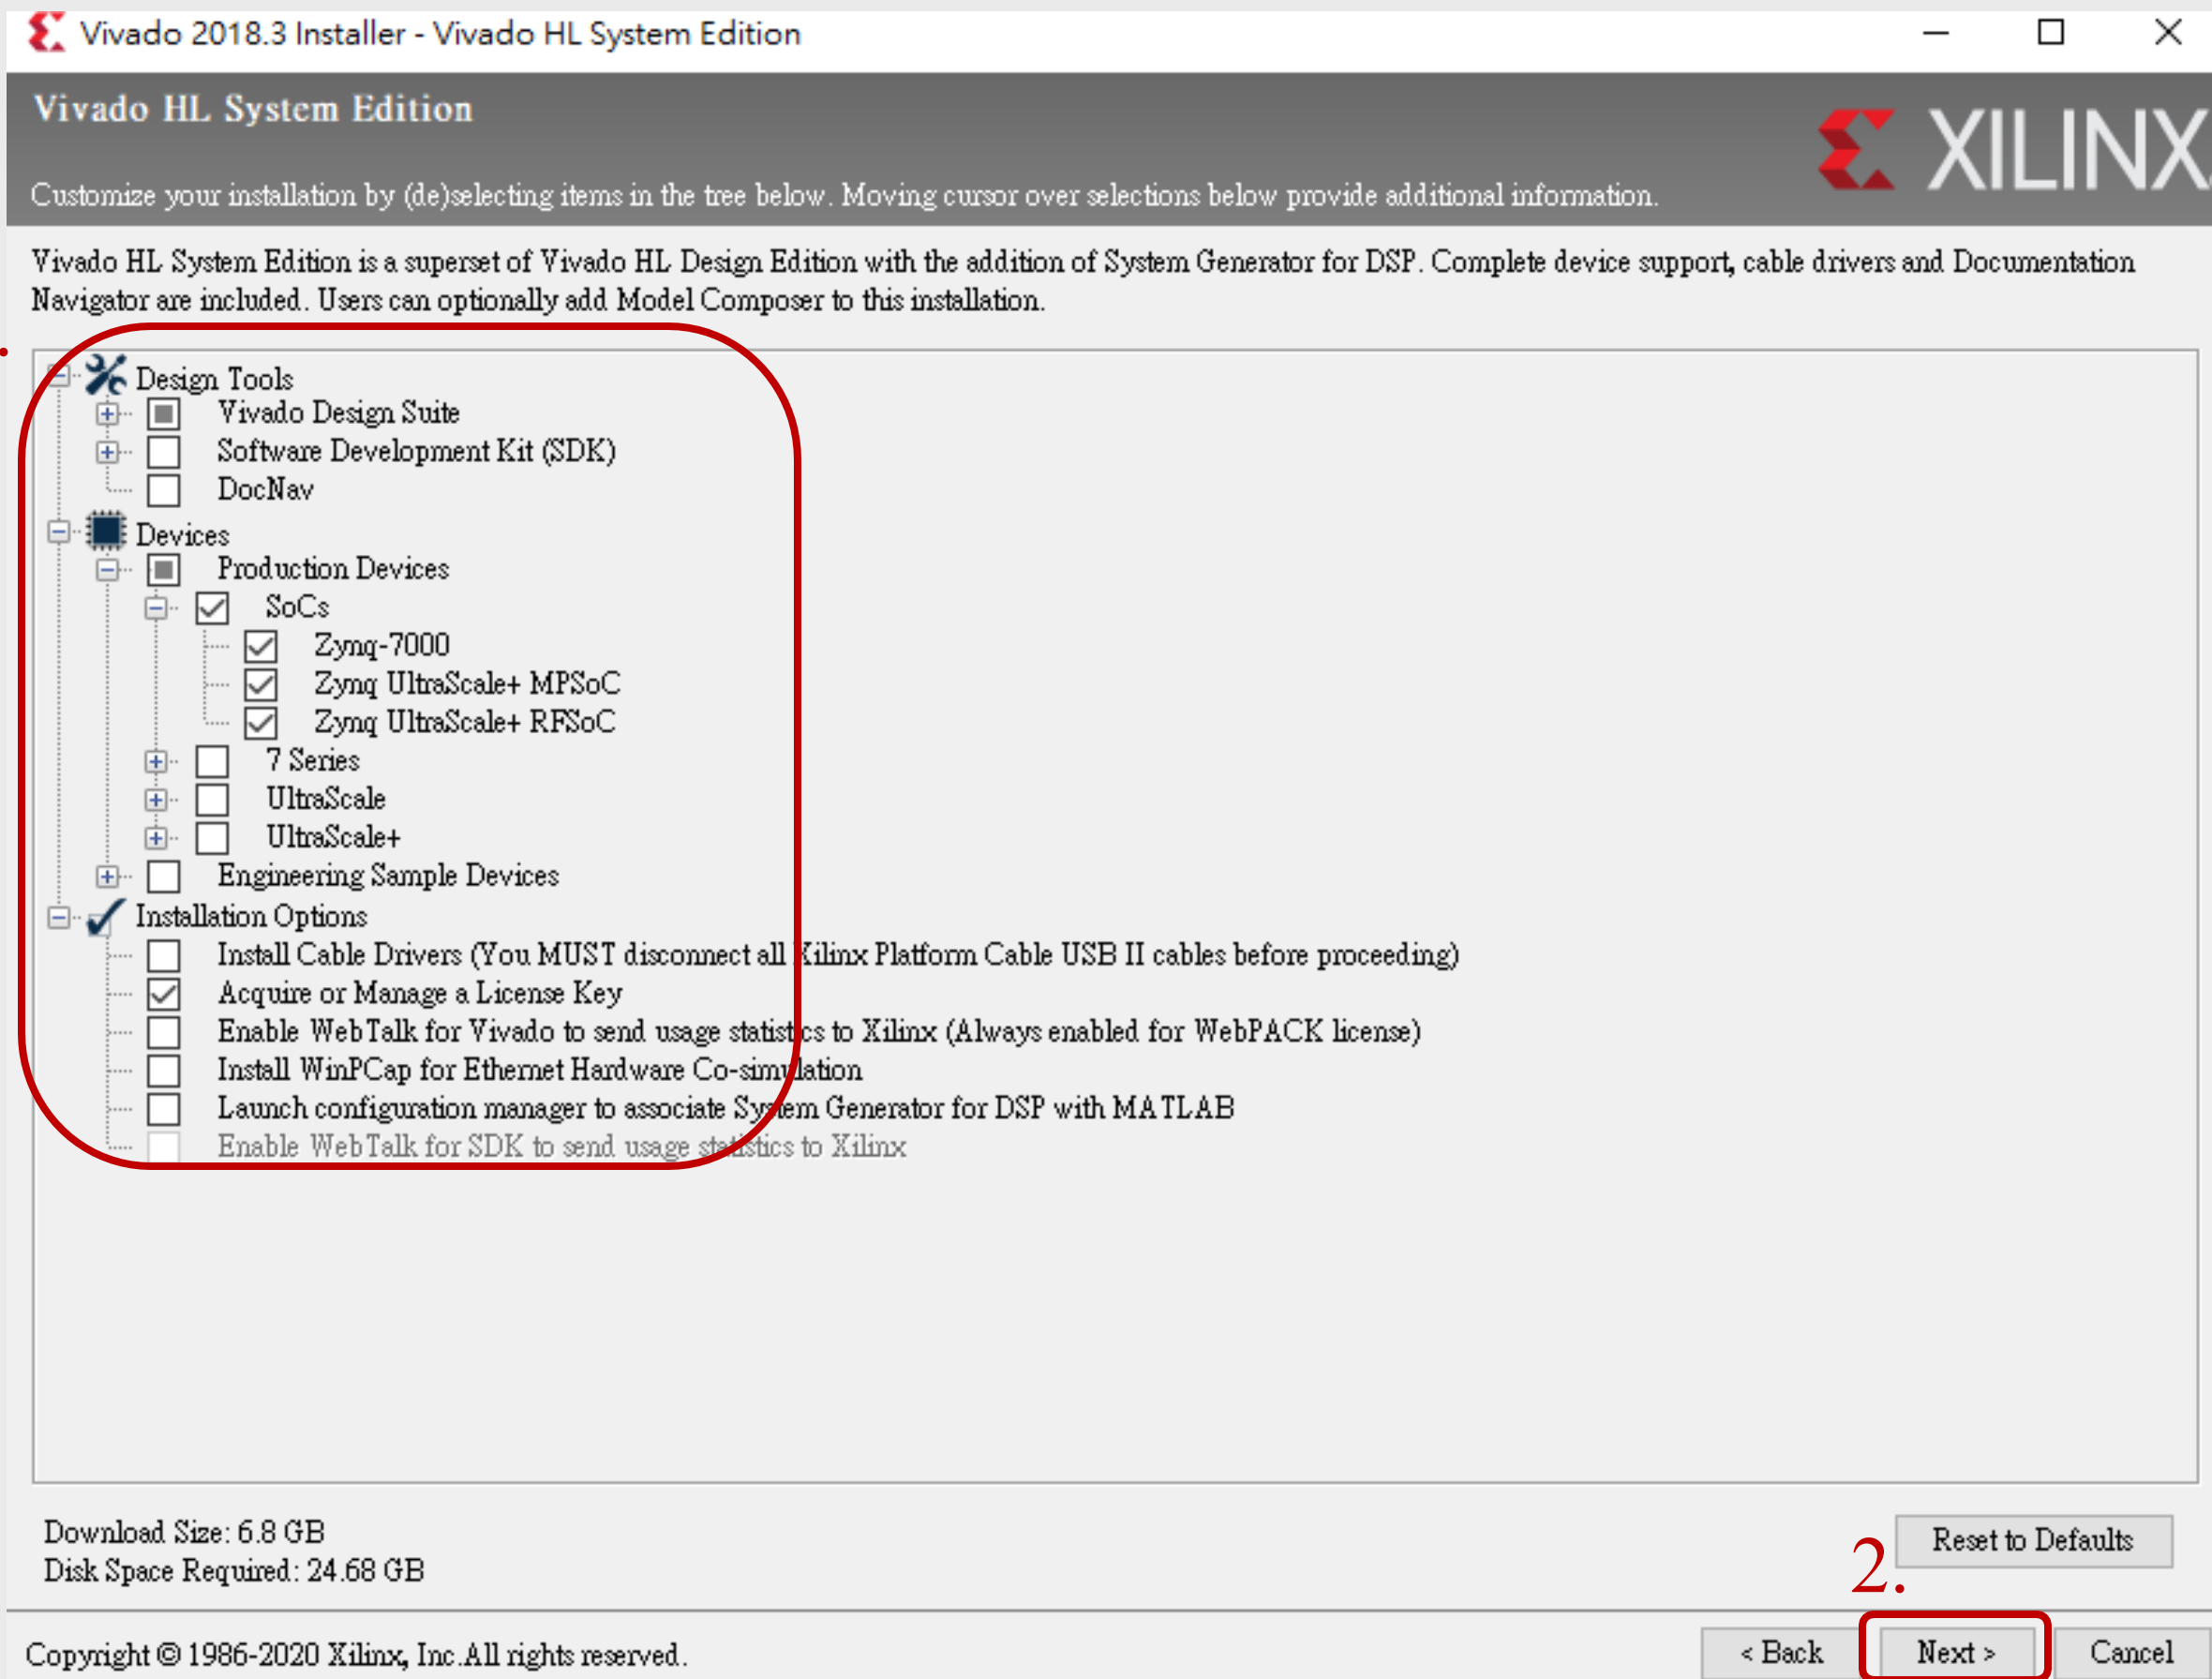 Vivado 2018.3 Installer - Vivado HL System Edition
Vivado HL System Edition
XILINX
Customize your installation by (de)selecting items in the tree below. Moving cursor over selections below provide additional information.
Vivado HL System Edition is a superset of Vivado HL Design Edition with the addition of System Generator for DSP. Complete device support, cable drivers and Documentation
Navigator are included. Users can optionally add Model Composer to this installation.
Design Tools
Vivado Design Suite
Software Development Kit (SDK)
DocNav
Devices
Production Devices
SoCs
Zynq-7000
Zynq UltraScale+ MPSoC
Zynq UltraScale+ RFSoC
7 Series
UltraScale
UltraScale+
Engineering Sample Devices
Installation Options
Install Cable Drivers (You MUST disconnect all Xilinx Platform Cable USB II cables before proceeding)
Acquire or Manage a License Key
Enable WebTalk for Vivado to send usage statistics to Xilinx (Always enabled for WebPACK license)
Install WinPCap for Ethernet Hardware Co-simulation
Launch configuration manager to associate System Generator for DSP with MATLAB
Enable WebTalk for SDK to send usage statistics to Xilinx
Download Size: 6.8 GB
Disk Space Required: 24.68 GB
Reset to Defaults
2.
Copyright © 1986-2020 Xilinx, Inc.All rights reserved.
< Back
Next >
Cancel